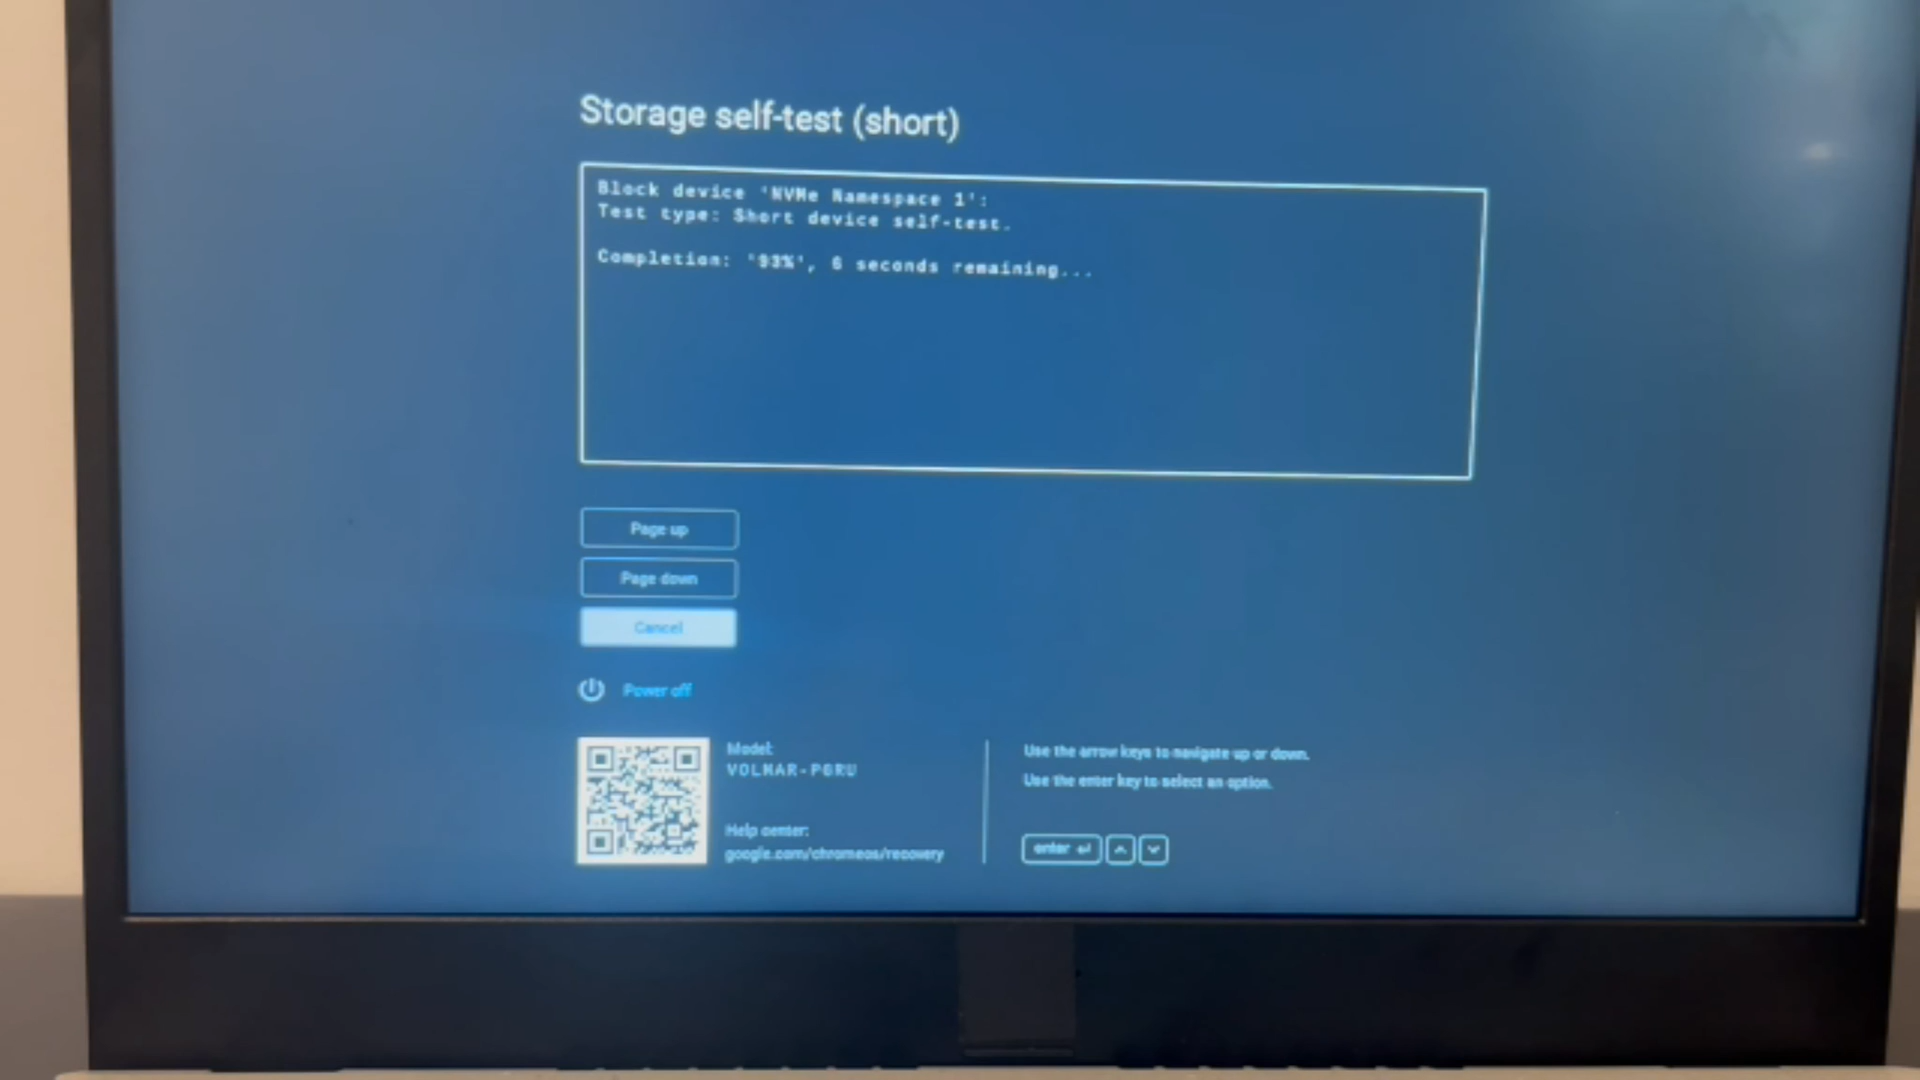 Storage self-test (short)
Block device 'NVMe Namespace 1':
Test type: Short device self-test.
Completion: '93%', 6 seconds remaining...
Page up
Page down
Cancel
Power off
Model:
Help center:
google.com/chromeos/recovery
Use the arrow keys to navigate up or down.
Use the enter key to select an option.
enter